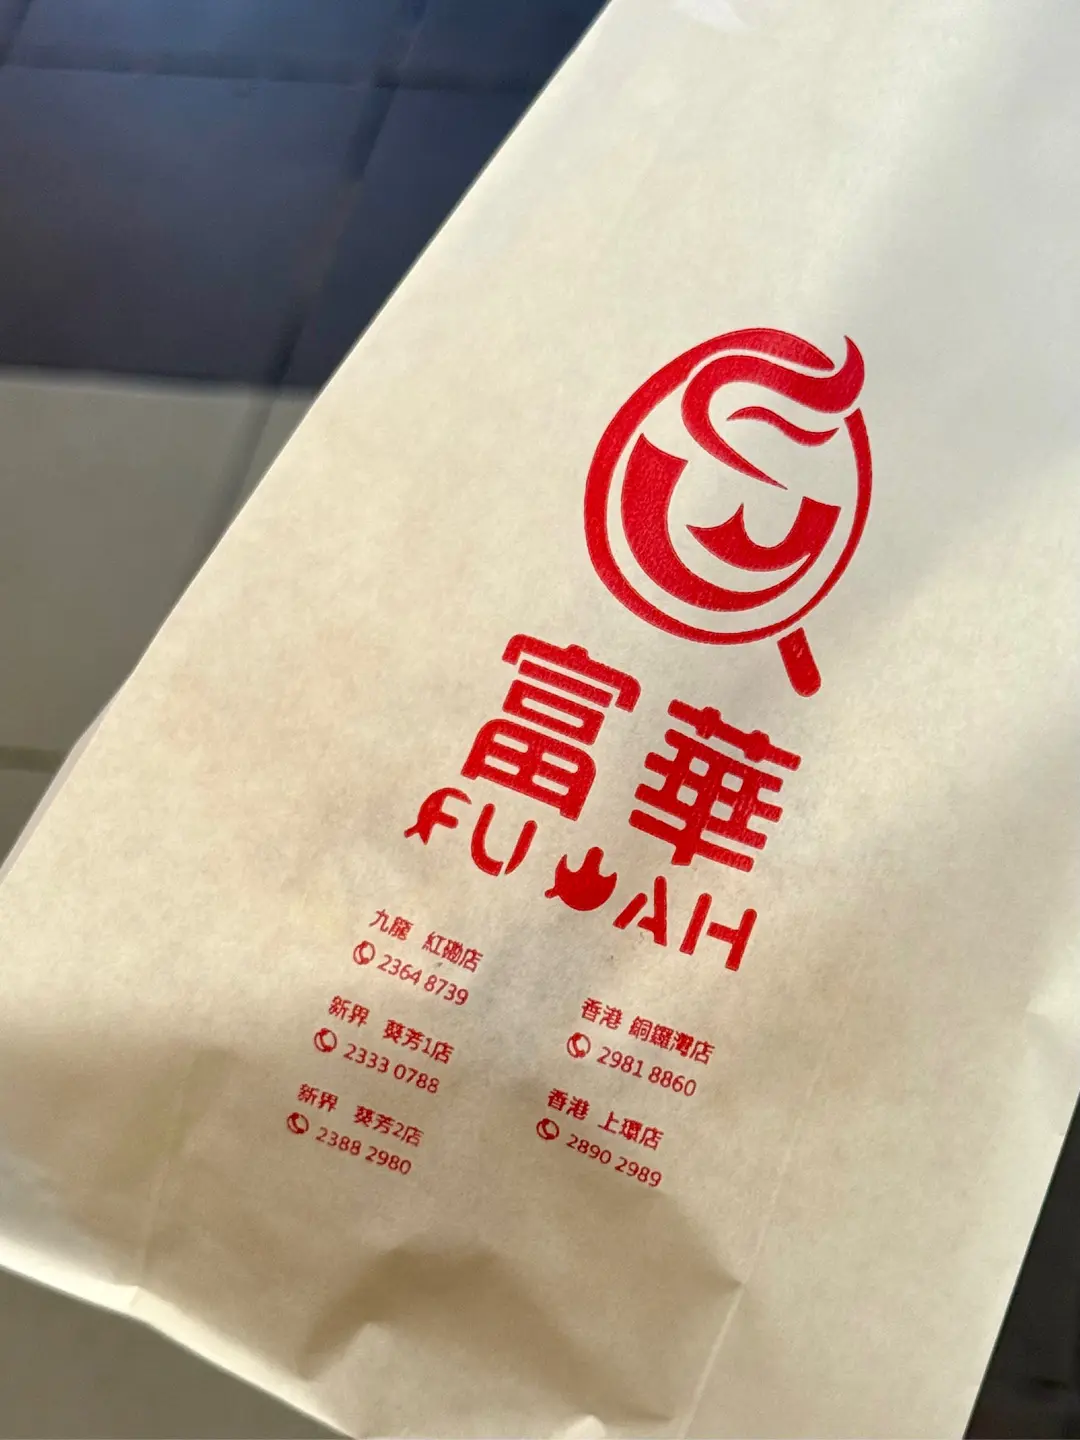 富華
FU WAH
九龍 紅磡店
2364 8739
新界 葵芳1店
2333 0788
新界 葵芳2店
2388 2980
香港 銅鑼灣店
2981 8860
香港 上環店
2890 2989